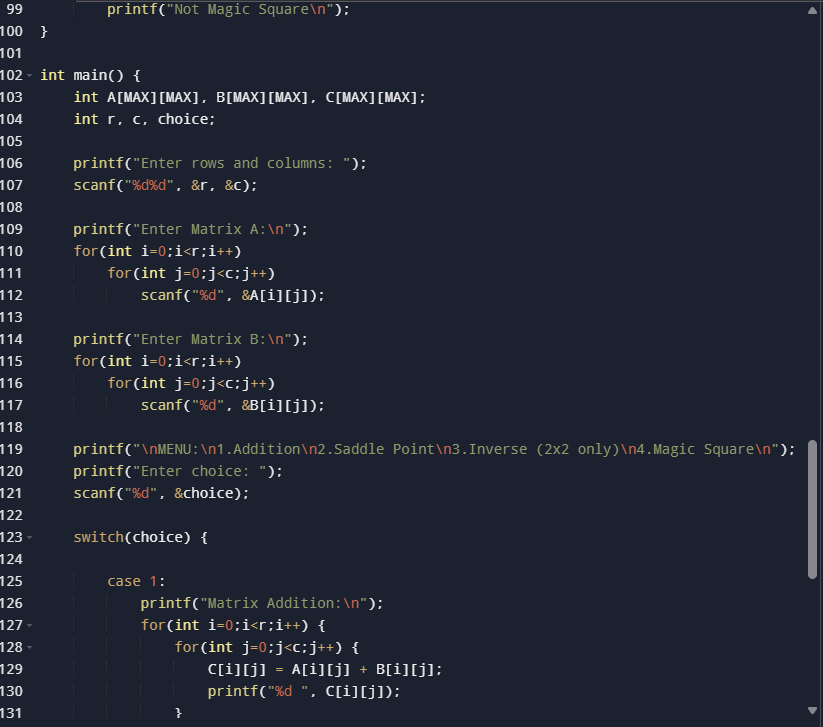 99 printf("Not Magic Square\n");
100 }
101
102 int main() {
103 int A[MAX][MAX], B[MAX][MAX], C[MAX][MAX];
104 int r, c, choice;
105
106 printf("Enter rows and columns: ");
107 scanf("%d%d", &r, &c);
108
109 printf("Enter Matrix A:\n");
110 for(int i=0;i<r;i++)
111 for(int j=0;j<c;j++)
112 scanf("%d", &A[i][j]);
113
114 printf("Enter Matrix B:\n");
115 for(int i=0;i<r;i++)
116 for(int j=0;j<c;j++)
117 scanf("%d", &B[i][j]);
118
119 printf("\nMENU:\n1.Addition\n2.Saddle Point\n3.Inverse (2x2 only)\n4.Magic Square\n");
120 printf("Enter choice: ");
121 scanf("%d", &choice);
122
123 switch(choice) {
124
125 case 1:
126 printf("Matrix Addition:\n");
127 for(int i=0;i<r;i++) {
128 for(int j=0;j<c;j++) {
129 C[i][j] = A[i][j] + B[i][j];
130 printf("%d ", C[i][j]);
131 }